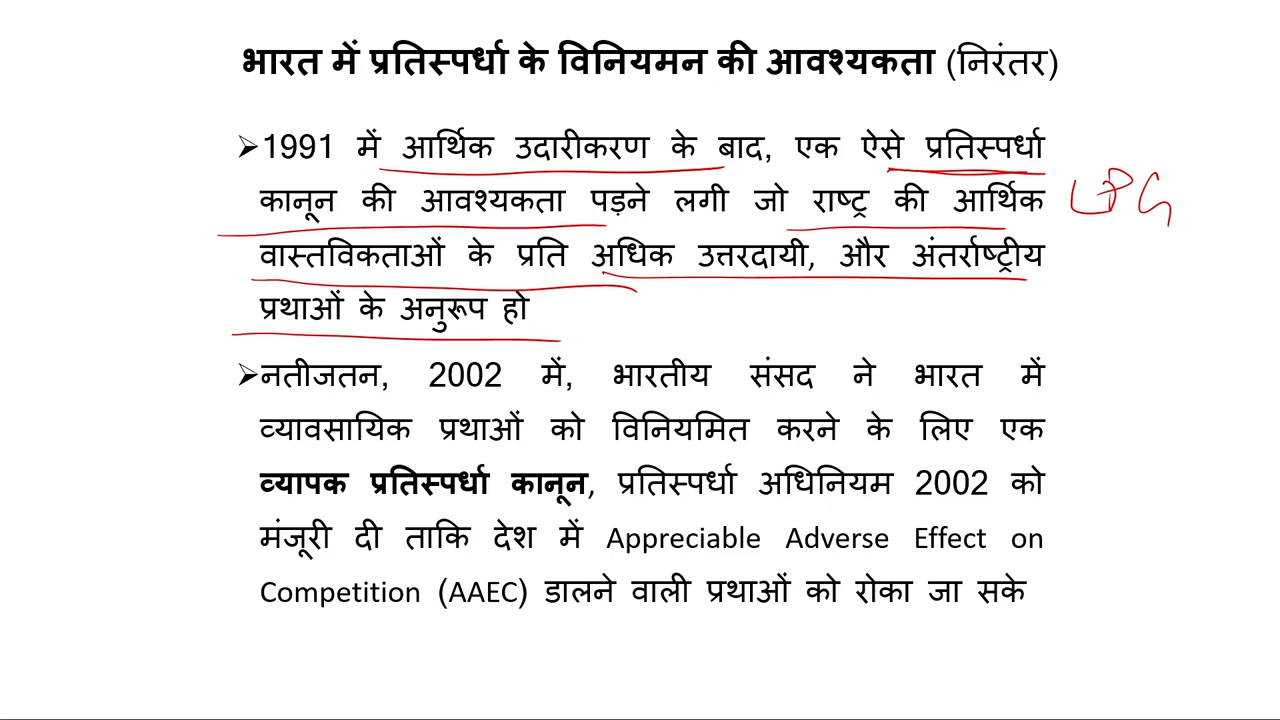 भारत में प्रतिस्पर्धा के विनियमन की आवश्यकता (निरंतर)
➢1991 में आर्थिक उदारीकरण के बाद, एक ऐसे प्रतिस्पर्धा
कानून की आवश्यकता पड़ने लगी जो राष्ट्र की आर्थिक LPG
वास्तविकताओं के प्रति अधिक उत्तरदायी, और अंतर्राष्ट्रीय
प्रथाओं के अनुरूप हो
➢नतीजतन, 2002 में, भारतीय संसद ने भारत में
व्यावसायिक प्रथाओं को विनियमित करने के लिए एक
व्यापक प्रतिस्पर्धा कानून, प्रतिस्पर्धा अधिनियम 2002 को
मंजूरी दी ताकि देश में Appreciable Adverse Effect on
Competition (AAEC) डालने वाली प्रथाओं को रोका जा सके